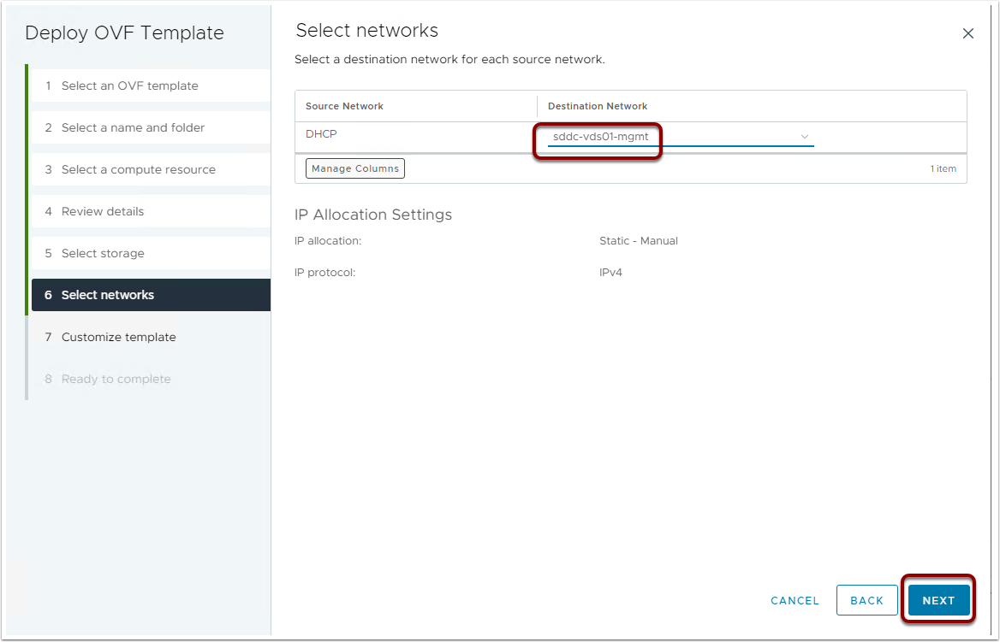 Deploy OVF Template
1 Select an OVF template
2 Select a name and folder
3 Select a compute resource
4 Review details
5 Select storage
6 Select networks
7 Customize template
8 Ready to complete
Select networks
Select a destination network for each source network.
Source Network Destination Network
DHCP sddc-vds01-mgmt
Manage Columns 1 item
IP Allocation Settings
IP allocation: Static - Manual
IP protocol: IPv4
CANCEL BACK NEXT